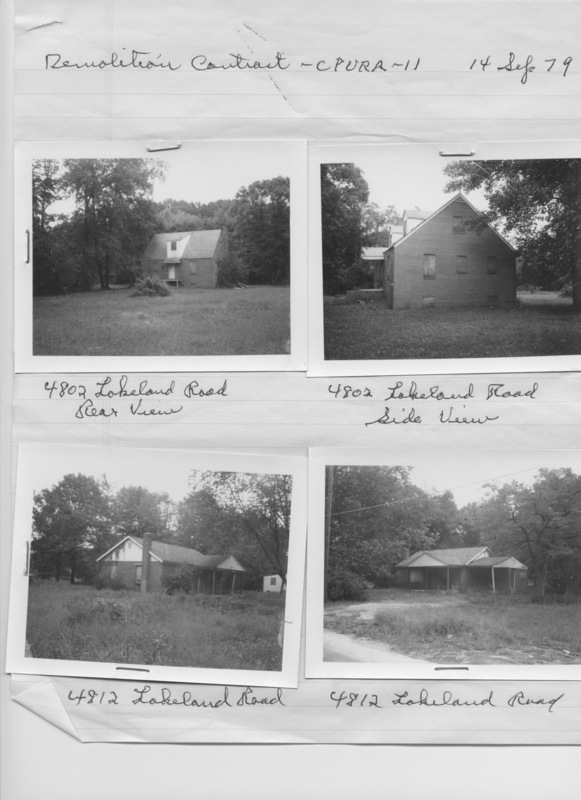 Demolition Contract - CPURA-11 14 Sep 79
4802 Lakeland Road
Rear View
4802 Lakeland Road
Side View
4812 Lakeland Road
4812 Lakeland Road